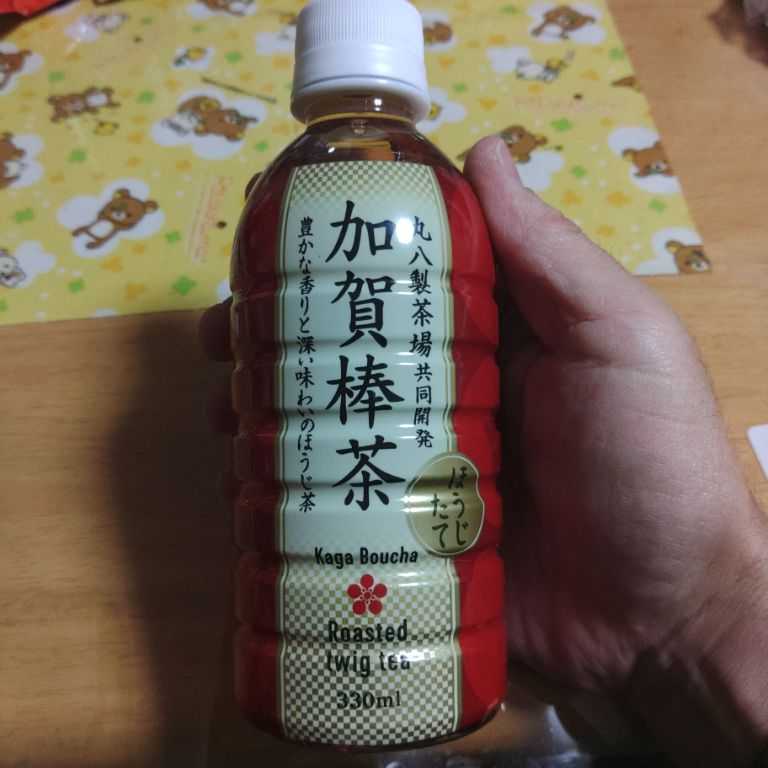 丸八製茶場共同開発
加賀棒茶
豊かな香りと深い味わいのほうじ茶
ほうじ
たて
Kaga Boucha
Roasted
twig tea
330ml